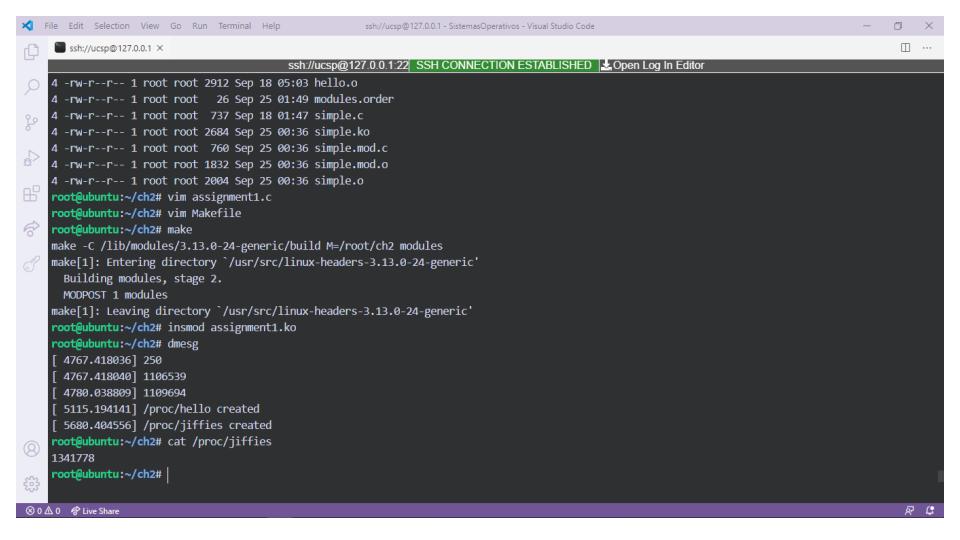 File Edit Selection View Go Run Terminal Help ssh://ucsp@127.0.0.1 - SistemasOperativos - Visual Studio Code
ssh://ucsp@127.0.0.1 ×
ssh://ucsp@127.0.0.1:22 SSH CONNECTION ESTABLISHED Open Log In Editor
4 -rw-r--r-- 1 root root 2912 Sep 18 05:03 hello.o
4 -rw-r--r-- 1 root root   26 Sep 25 01:49 modules.order
4 -rw-r--r-- 1 root root  737 Sep 18 01:47 simple.c
4 -rw-r--r-- 1 root root 2684 Sep 25 00:36 simple.ko
4 -rw-r--r-- 1 root root  760 Sep 25 00:36 simple.mod.c
4 -rw-r--r-- 1 root root 1832 Sep 25 00:36 simple.mod.o
4 -rw-r--r-- 1 root root 2004 Sep 25 00:36 simple.o
root@ubuntu:~/ch2# vim assignment1.c
root@ubuntu:~/ch2# vim Makefile
root@ubuntu:~/ch2# make
make -C /lib/modules/3.13.0-24-generic/build M=/root/ch2 modules
make[1]: Entering directory `/usr/src/linux-headers-3.13.0-24-generic'
  Building modules, stage 2.
  MODPOST 1 modules
make[1]: Leaving directory `/usr/src/linux-headers-3.13.0-24-generic'
root@ubuntu:~/ch2# insmod assignment1.ko
root@ubuntu:~/ch2# dmesg
[ 4767.418036] 250
[ 4767.418040] 1106539
[ 4780.038809] 1109694
[ 5115.194141] /proc/hello created
[ 5680.404556] /proc/jiffies created
root@ubuntu:~/ch2# cat /proc/jiffies
1341778
root@ubuntu:~/ch2#
0 0 Live Share